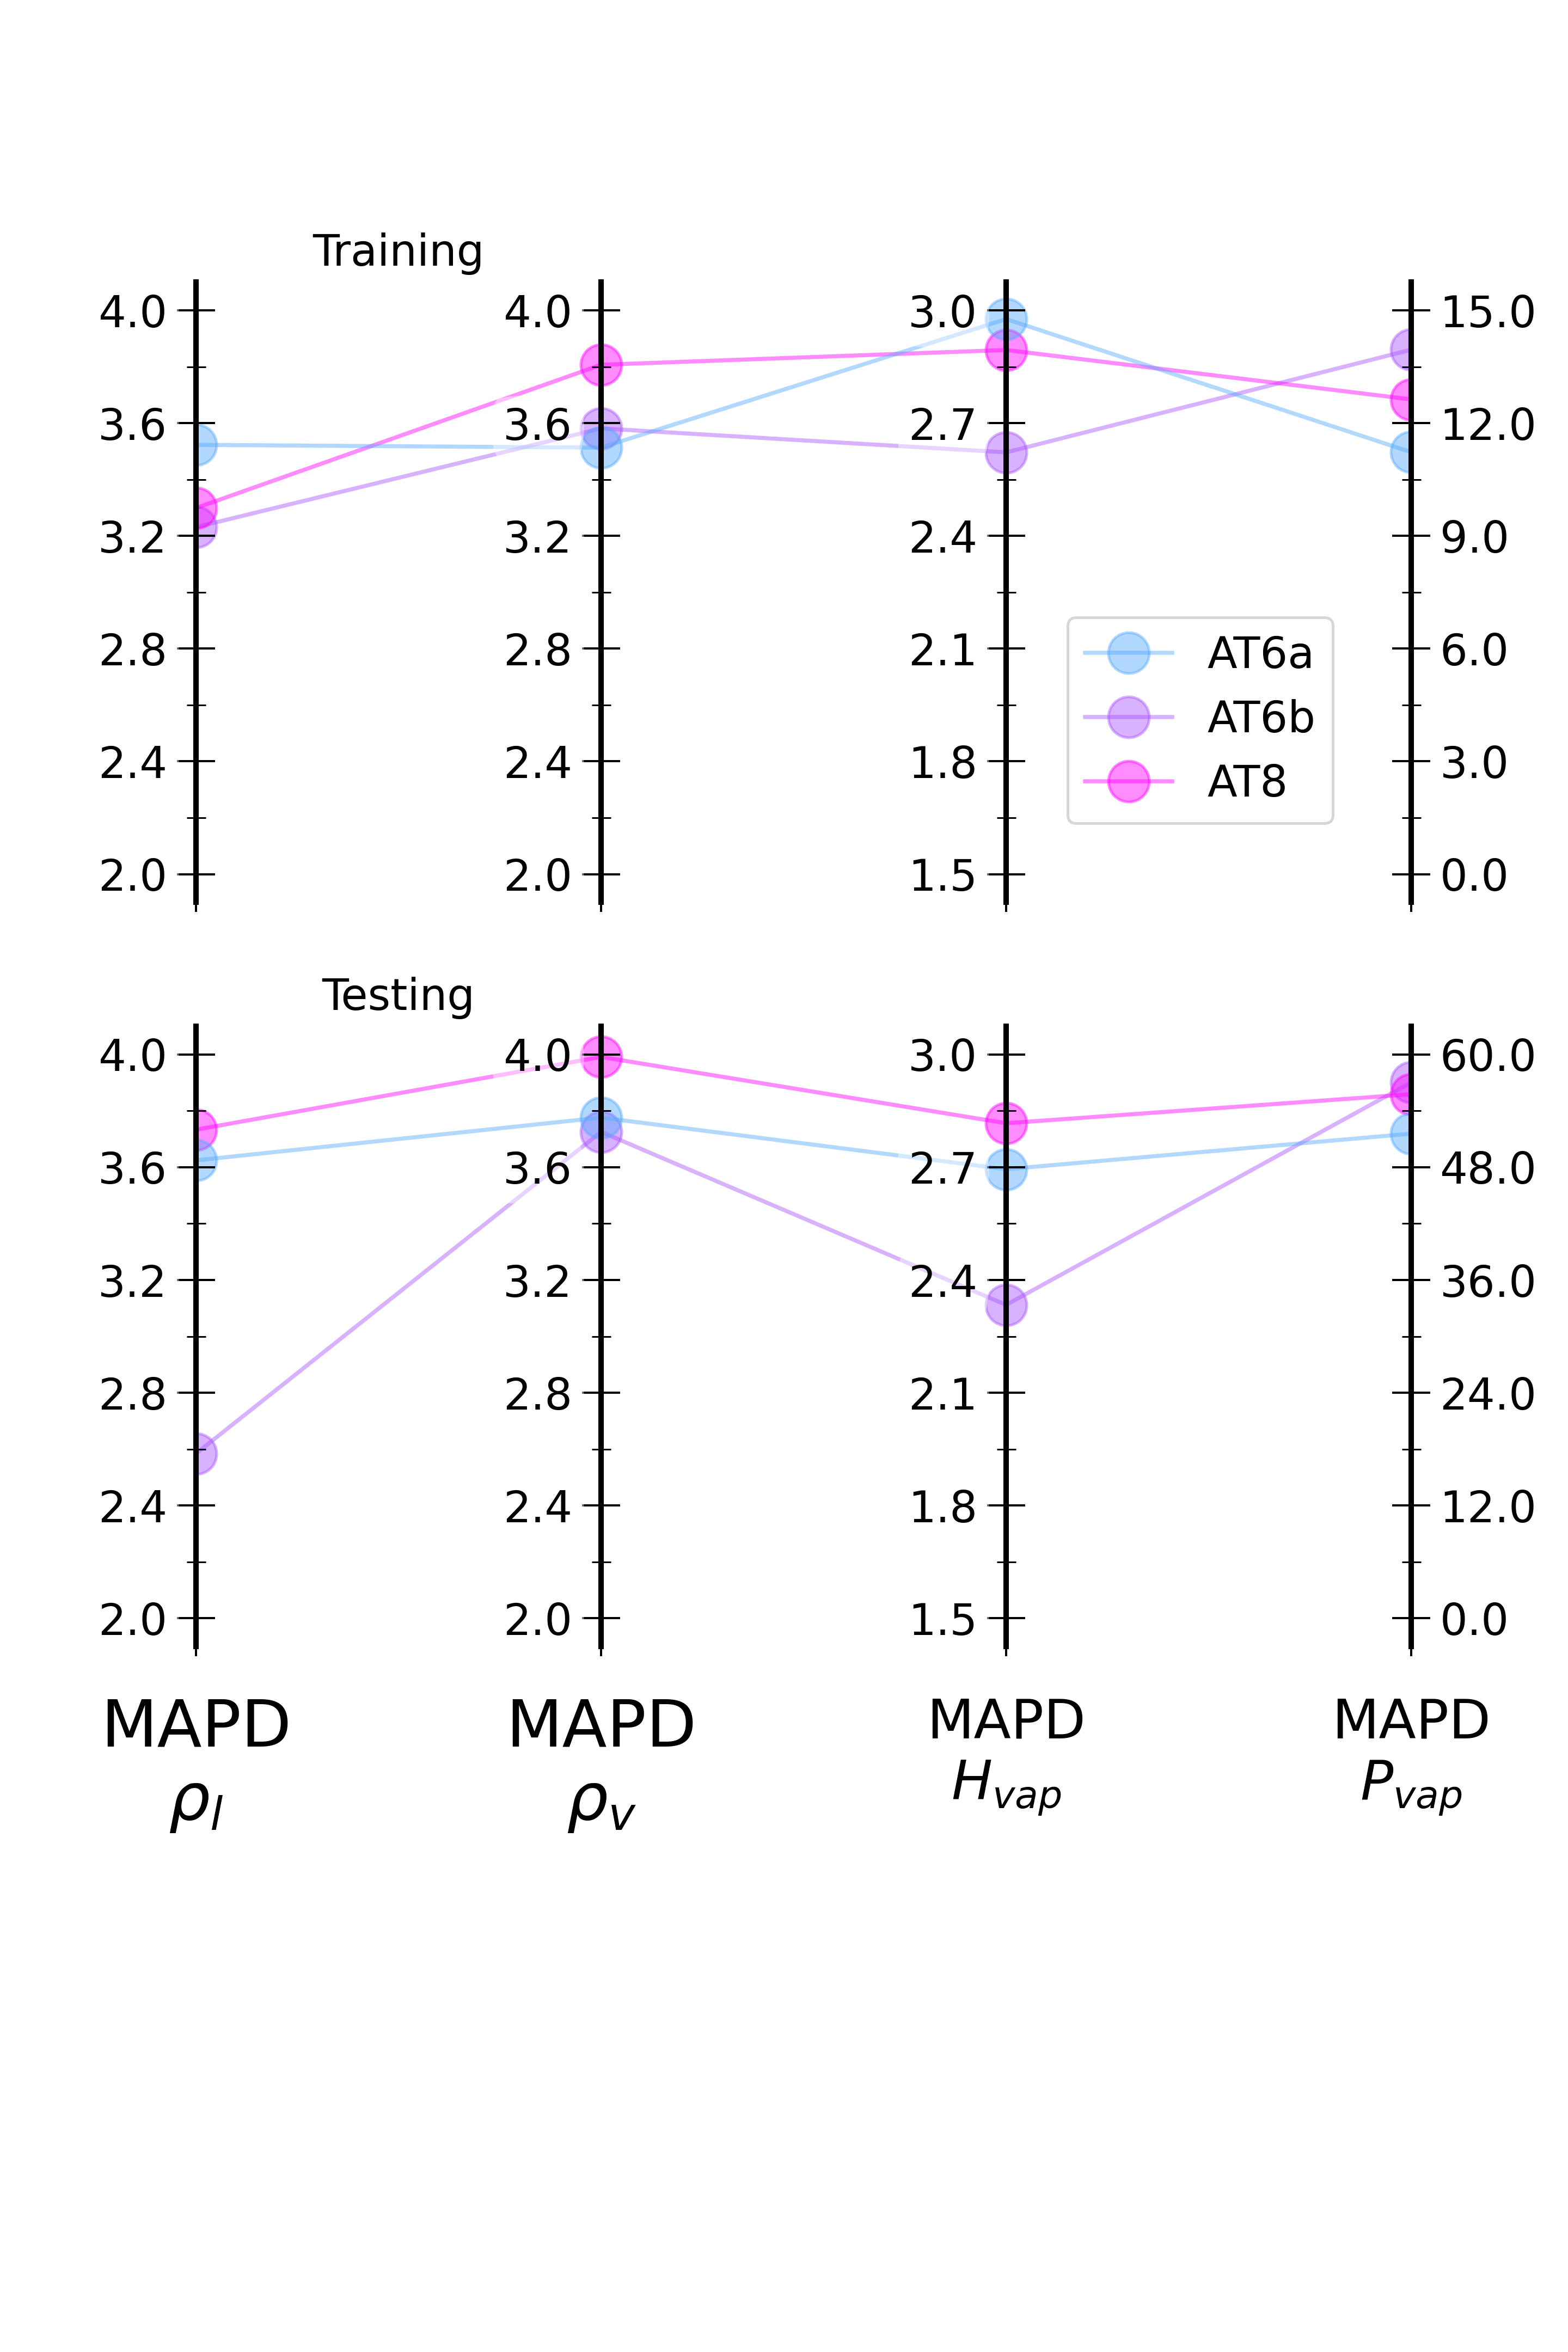 Training
4.0 4.0 3.0 15.0
3.6 3.6 2.7 12.0
3.2 3.2 2.4 9.0
2.8 2.8 2.1 6.0
2.4 2.4 1.8 3.0
2.0 2.0 1.5 0.0
AT6a
AT6b
AT8
Testing
4.0 4.0 3.0 60.0
3.6 3.6 2.7 48.0
3.2 3.2 2.4 36.0
2.8 2.8 2.1 24.0
2.4 2.4 1.8 12.0
2.0 2.0 1.5 0.0
MAPD MAPD MAPD MAPD
ρl ρv Hvap Pvap